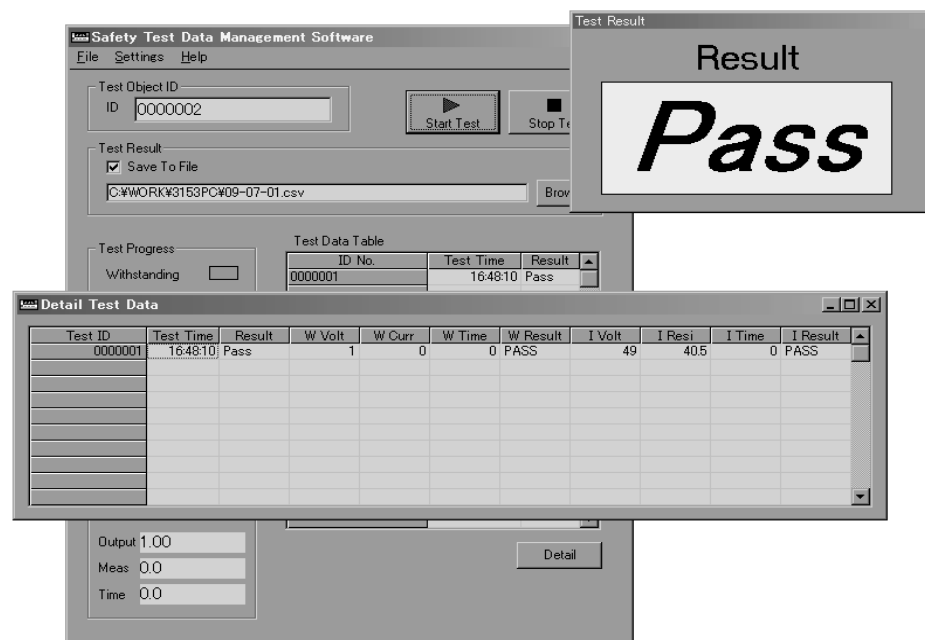 Test Result
Result
Pass
Safety Test Data Management Software
File Settings Help
Test Object ID
ID 0000002
Start Test
Stop Te
Test Result
Save To File
C:¥WORK¥3153PC¥09-07-01.csv
Brow
Test Progress
Withstanding
Test Data Table
ID No. Test Time Result
0000001 16:48:10 Pass
Detail Test Data
Test ID Test Time Result W Volt W Curr W Time W Result I Volt I Resi I Time I Result
0000001 16:48:10 Pass 1 0 0 PASS 49 40.5 0 PASS
Output 1.00
Meas 0.0
Time 0.0
Detail